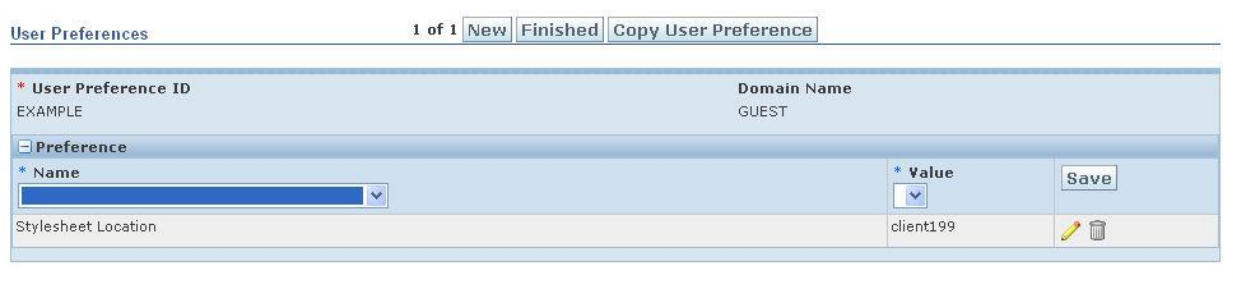 User Preferences 1 of 1 New Finished Copy User Preference
* User Preference ID Domain Name
EXAMPLE GUEST
Preference
* Name * Value Save
Stylesheet Location client199